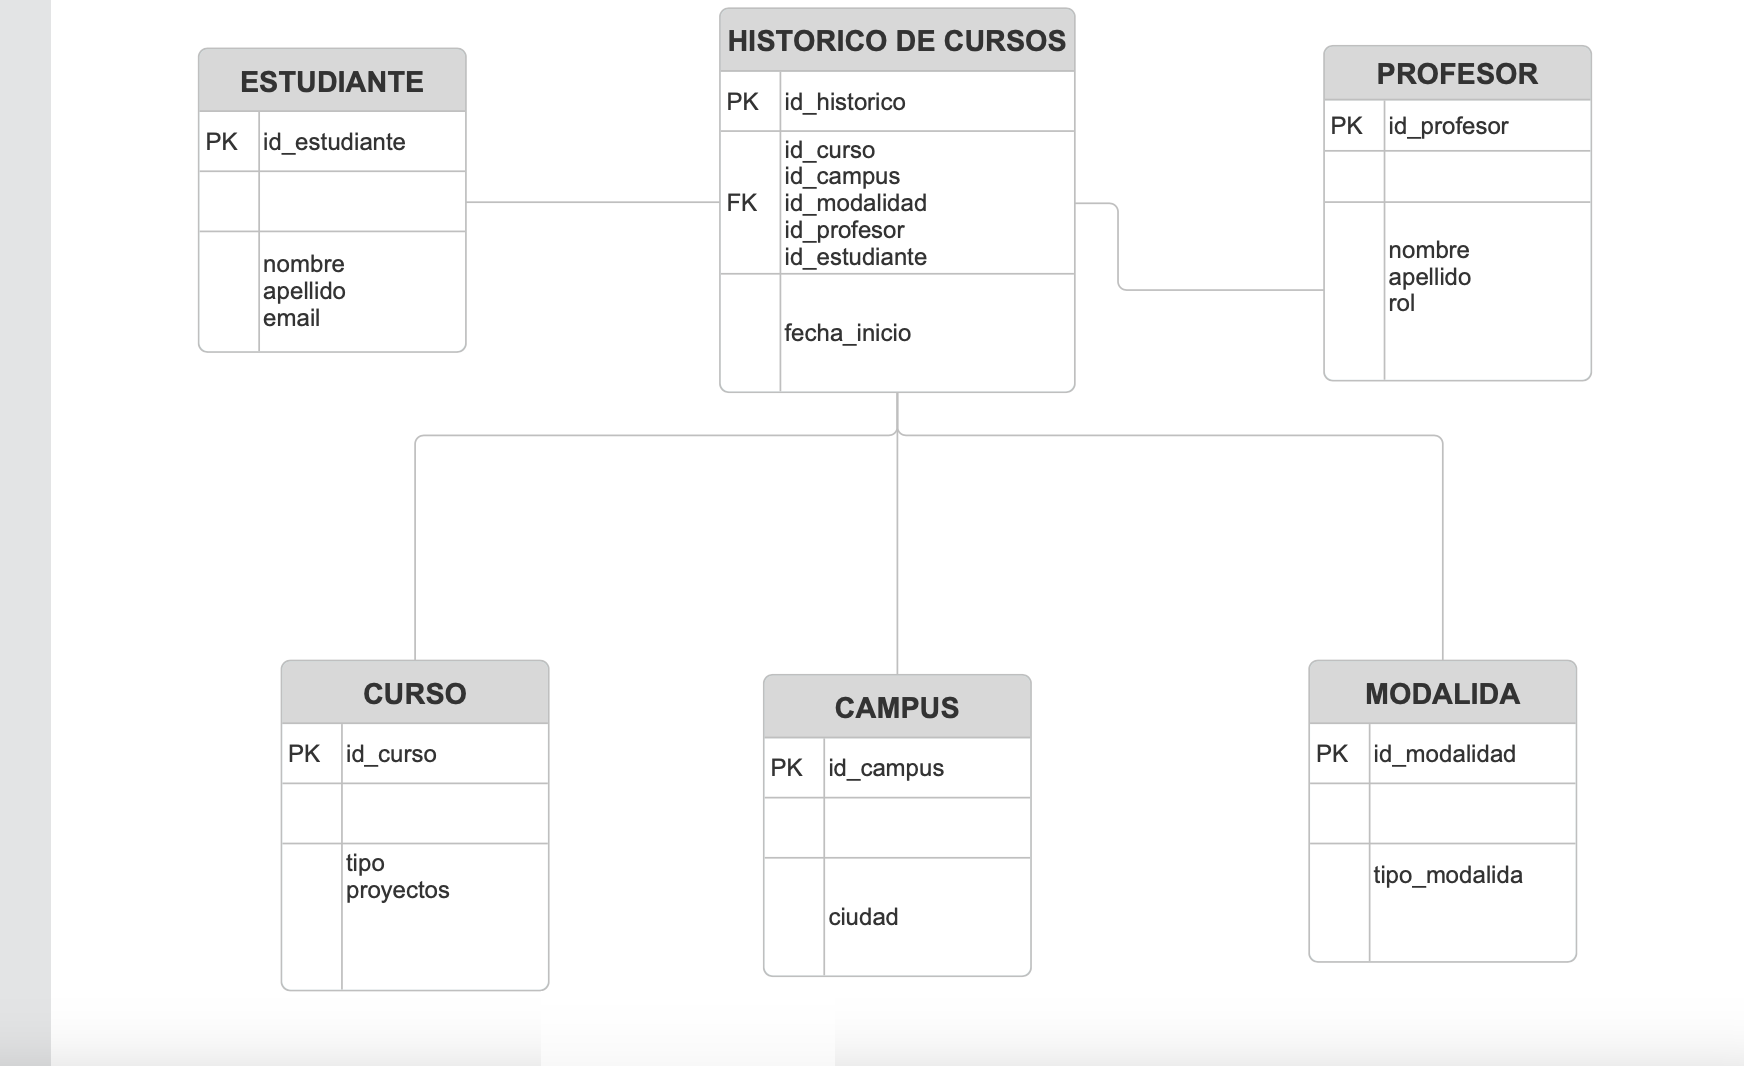 ESTUDIANTE
PK id_estudiante
nombre
apellido
email
HISTORICO DE CURSOS
PK id_historico
id_curso
id_campus
FK id_modalidad
id_profesor
id_estudiante
fecha_inicio
PROFESOR
PK id_profesor
nombre
apellido
rol
CURSO
PK id_curso
tipo
proyectos
CAMPUS
PK id_campus
ciudad
MODALIDA
PK id_modalidad
tipo_modalida